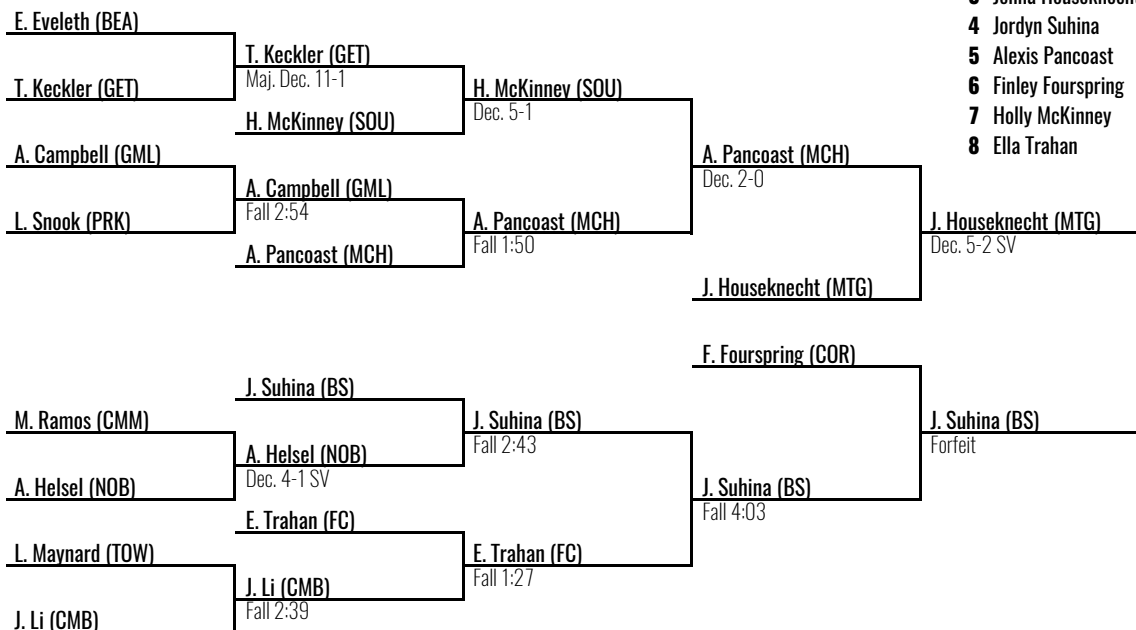 E. Eveleth (BEA)
T. Keckler (GET)
Maj. Dec. 11-1
T. Keckler (GET)
H. McKinney (SOU)
Dec. 5-1
H. McKinney (SOU)
A. Campbell (GML)
A. Pancoast (MCH)
Dec. 2-0
A. Campbell (GML)
Fall 2:54
L. Snook (PRK)
A. Pancoast (MCH)
Fall 1:50
J. Houseknecht (MTG)
Dec. 5-2 SV
A. Pancoast (MCH)
J. Houseknecht (MTG)
F. Fourspring (COR)
J. Suhina (BS)
M. Ramos (CMM)
J. Suhina (BS)
Fall 2:43
J. Suhina (BS)
Forfeit
A. Helsel (NOB)
Dec. 4-1 SV
A. Helsel (NOB)
J. Suhina (BS)
Fall 4:03
E. Trahan (FC)
L. Maynard (TOW)
E. Trahan (FC)
Fall 1:27
J. Li (CMB)
Fall 2:39
J. Li (CMB)
4 Jordyn Suhina
5 Alexis Pancoast
6 Finley Fourspring
7 Holly McKinney
8 Ella Trahan